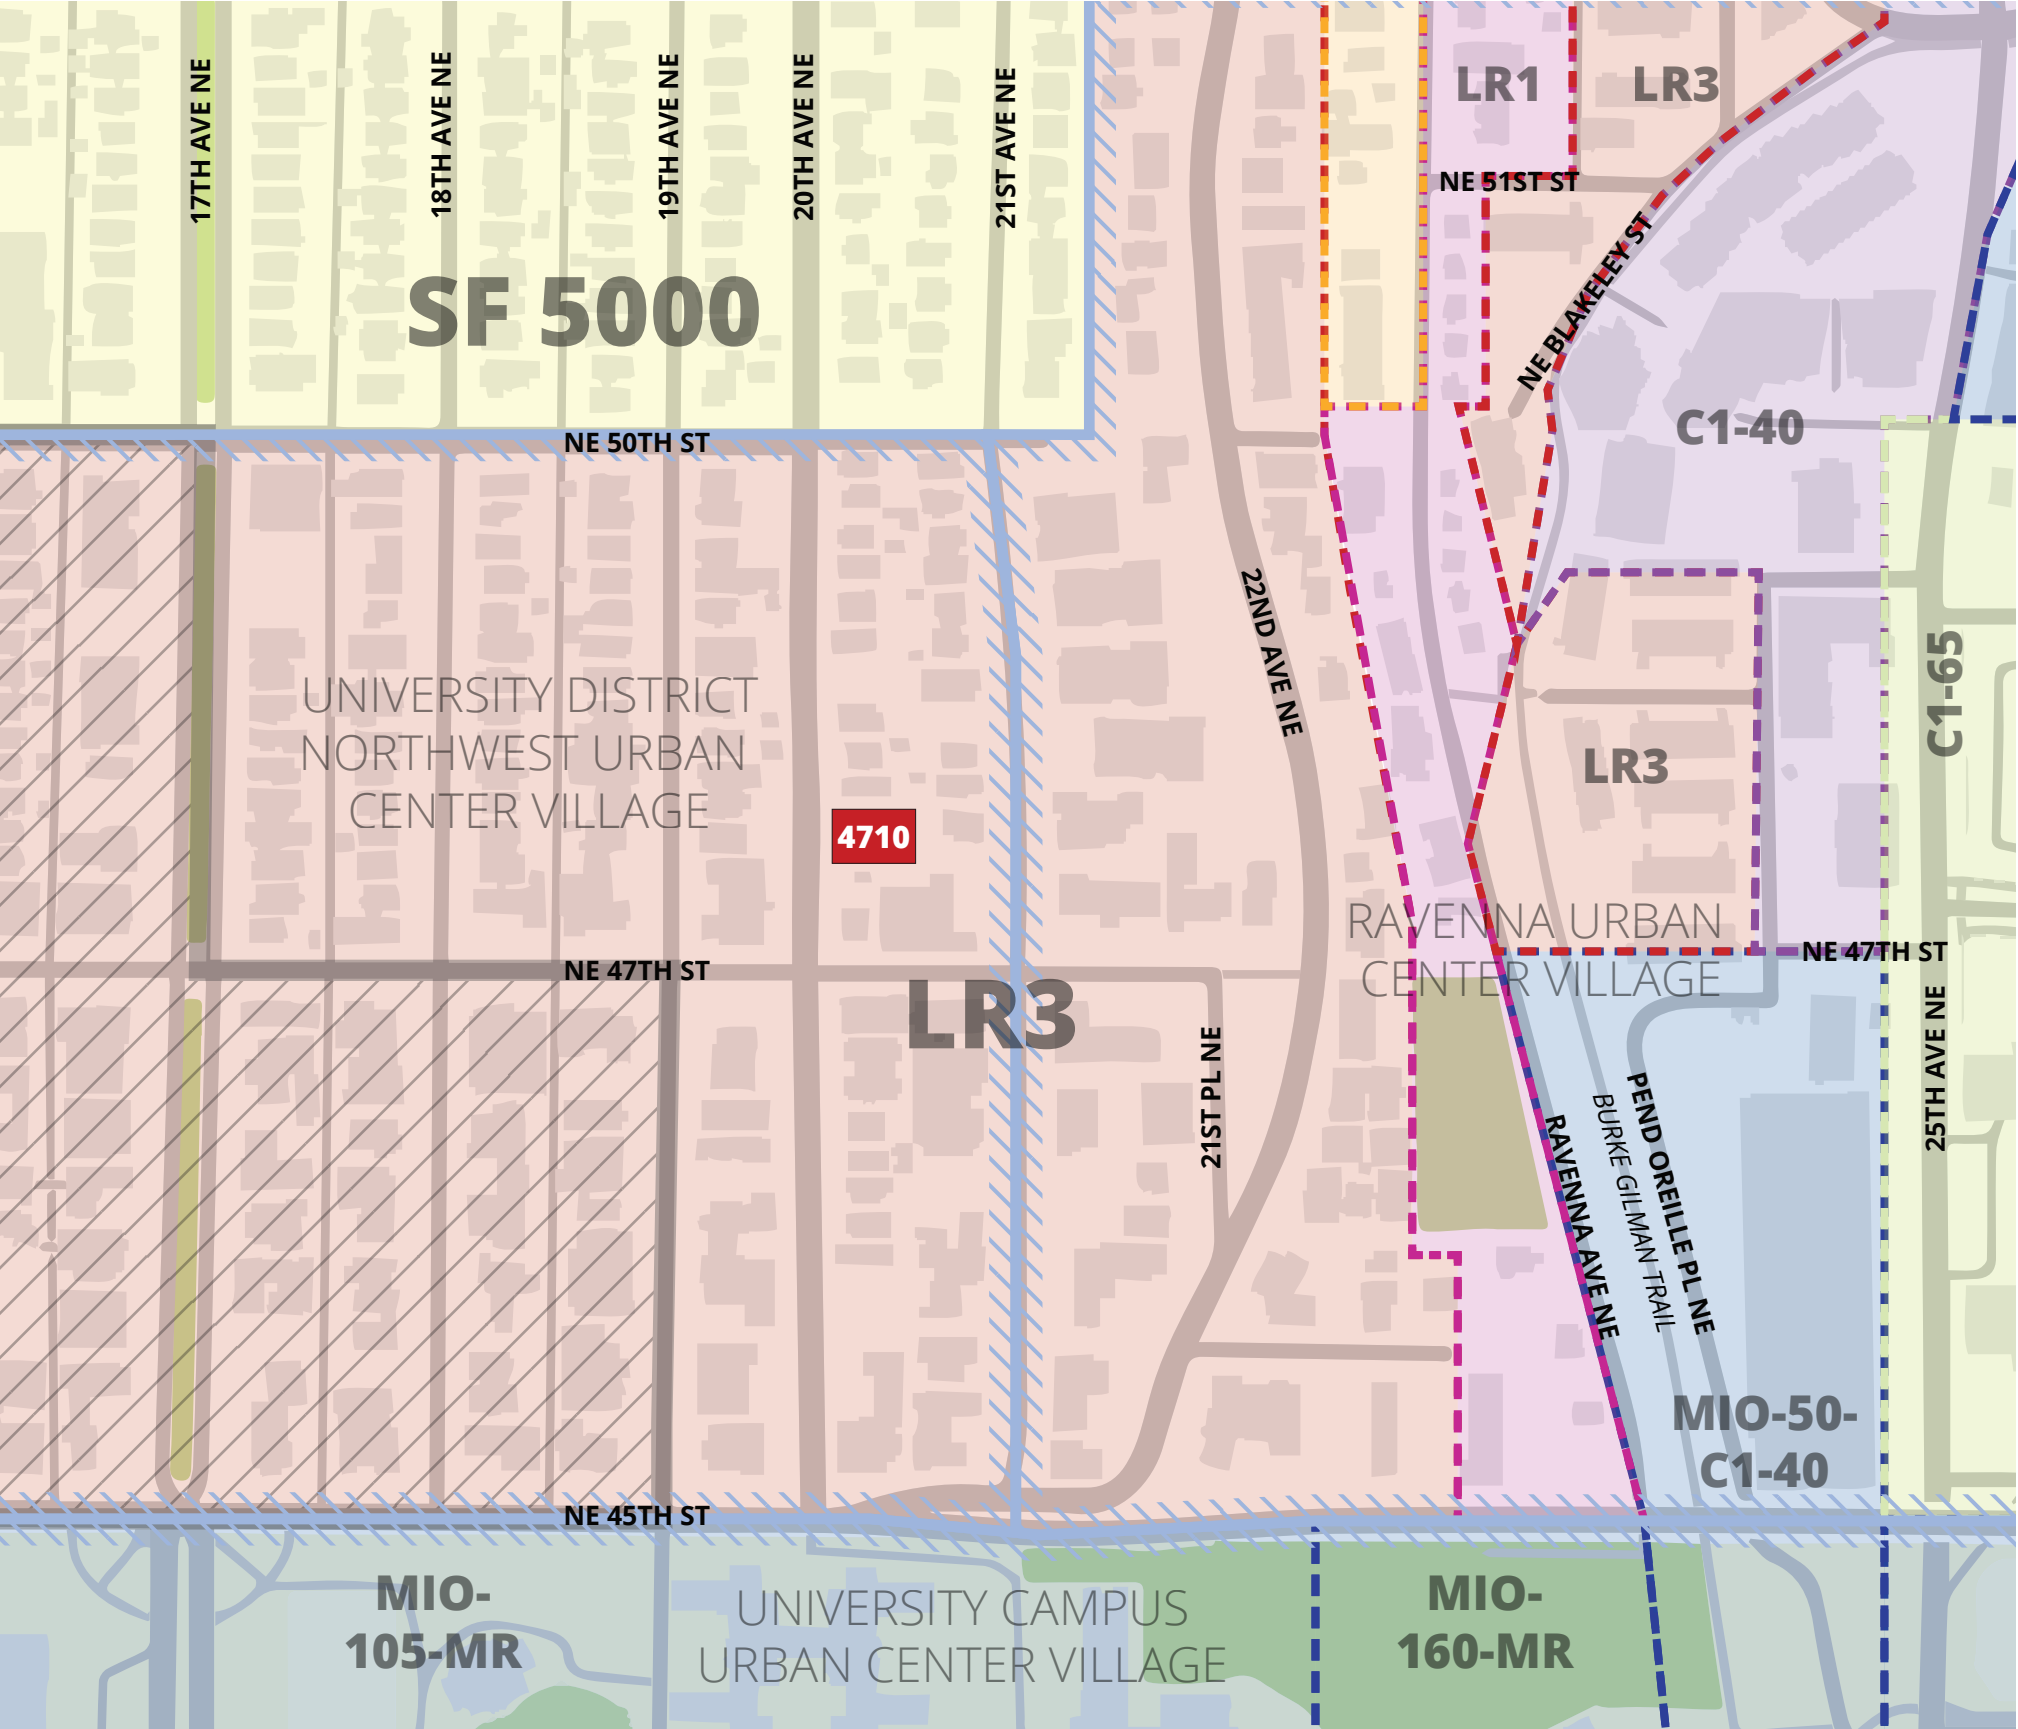 17TH AVE NE
18TH AVE NE
19TH AVE NE
20TH AVE NE
21ST AVE NE
LR1
LR3
NE 51ST ST
NE BLAKELEY ST
SF 5000
C1-40
NE 50TH ST
22ND AVE NE
C1-65
UNIVERSITY DISTRICT
NORTHWEST URBAN
CENTER VILLAGE
LR3
4710
RAVENNA URBAN
CENTER VILLAGE
NE 47TH ST
NE 47TH ST
LR3
21ST PL NE
25TH AVE NE
RAVENNA AVE NE
BURKE GILMAN TRAIL
PEND OREILLE PL NE
MIO-50-
C1-40
NE 45TH ST
MIO-
105-MR
UNIVERSITY CAMPUS
URBAN CENTER VILLAGE
MIO-
160-MR